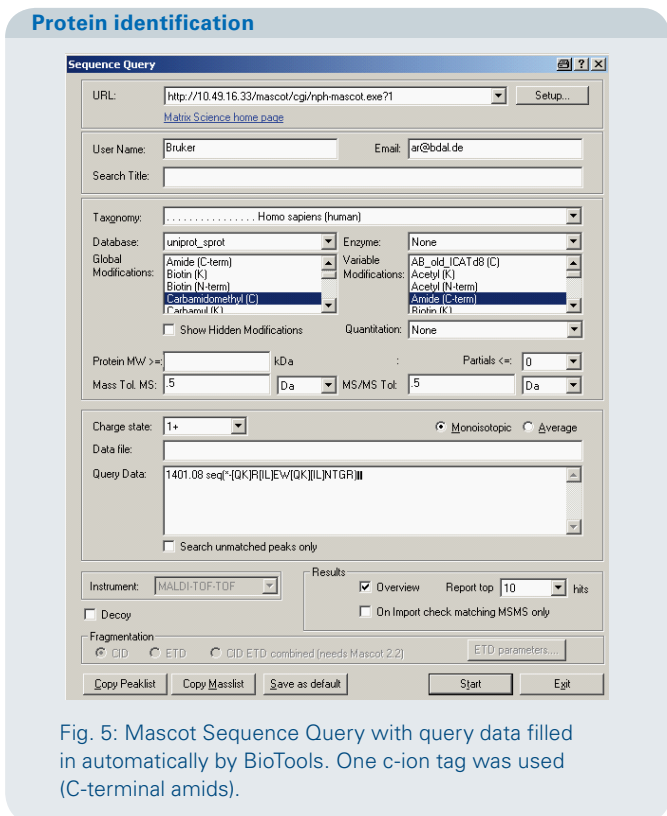 Protein identification
Sequence Query
URL: http://10.49.16.33/mascot/cgi/nph-mascot.exe?1 Setup...
Matrix Science home page
User Name: Bruker Email: ar@bdal.de
Search Title:
Taxonomy: . . . . . . . . . . . . . . . . Homo sapiens (human)
Database: uniprot_sprot Enzyme: None
Global Modifications: Variable Modifications:
Amide (C-term) AB_old_ICATd8 (C)
Biotin (K) Acetyl (K)
Biotin (N-term) Acetyl (N-term)
Carbamidomethyl (C) Amide (C-term)
Carbamyl (K) Biotin (K)
Show Hidden Modifications Quantitation: None
Protein MW >=: kDa : Partials <=: 0
Mass Tol. MS: .5 Da MS/MS Tol: .5 Da
Charge state: 1+ Monoisotopic Average
Data file:
Query Data: 1401.08 seq(*-[QK]R[IL]EW[QK][IL]NTGR)
Search unmatched peaks only
Instrument: MALDI-TOF-TOF
Results
Overview Report top 10 hits
Decoy
On Import check matching MSMS only
Fragmentation
CID ETD CID ETD combined (needs Mascot 2.2) ETD parameters....
Copy Peaklist Copy Masslist Save as default Start Exit
Fig. 5: Mascot Sequence Query with query data filled
in automatically by BioTools. One c-ion tag was used
(C-terminal amids).